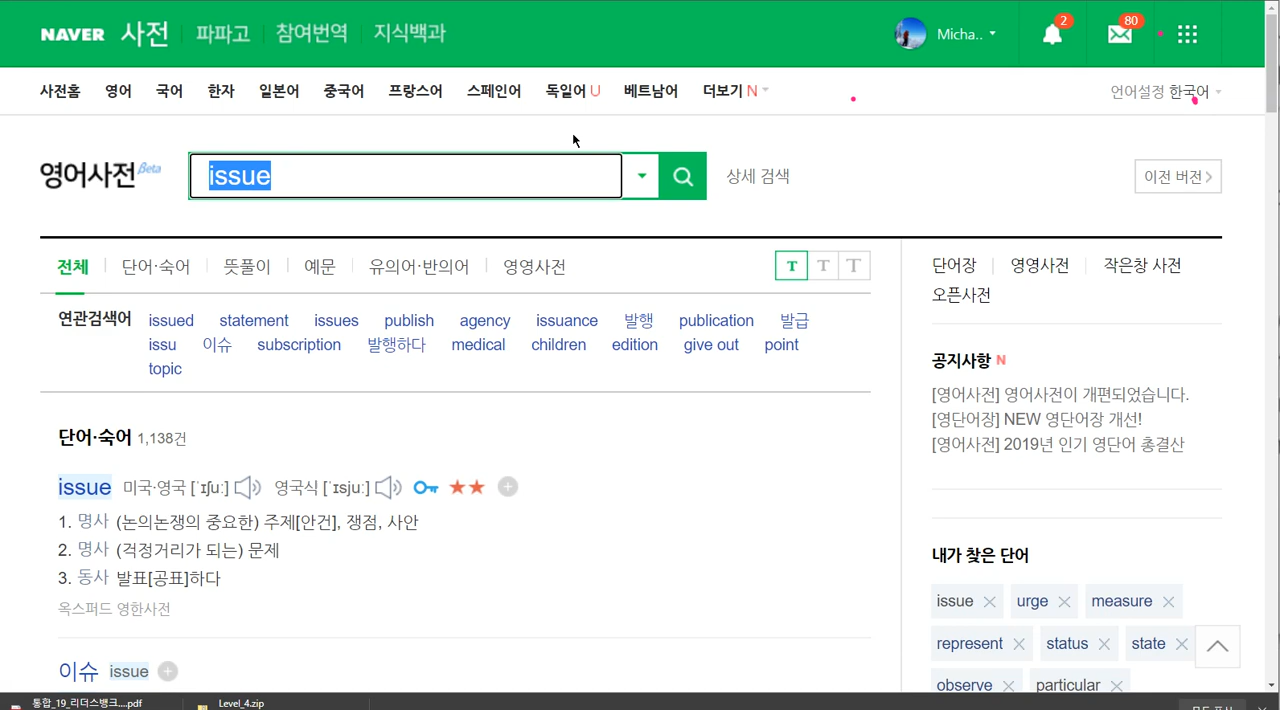 NAVER 사전 파파고 참여번역 지식백과 Micha.. 2 80
사전홈 영어 국어 한자 일본어 중국어 프랑스어 스페인어 독일어 U 베트남어 더보기 N 언어설정 한국어
영어사전 Beta issue 상세 검색 이전 버전
전체 단어·숙어 뜻풀이 예문 유의어·반의어 영영사전 T T T
연관검색어 issued statement issues publish agency issuance 발행 publication 발급
issu 이슈 subscription 발행하다 medical children edition give out point
topic
단어·숙어 1,138건
issue 미국·영국 [ˈɪʃuː] 영국식 [ˈɪsjuː]
1. 명사 (논의논쟁의 중요한) 주제[안건], 쟁점, 사안
2. 명사 (걱정거리가 되는) 문제
3. 동사 발표[공표]하다
옥스퍼드 영한사전
이슈 issue
단어장 영영사전 작은창 사전
오픈사전
공지사항 N
[영어사전] 영어사전이 개편되었습니다.
[영단어장] NEW 영단어장 개선!
[영어사전] 2019년 인기 영단어 총결산
내가 찾은 단어
issue urge measure
represent status state
observe particular
통합_19_리더스뱅크....pdf Level_4.zip